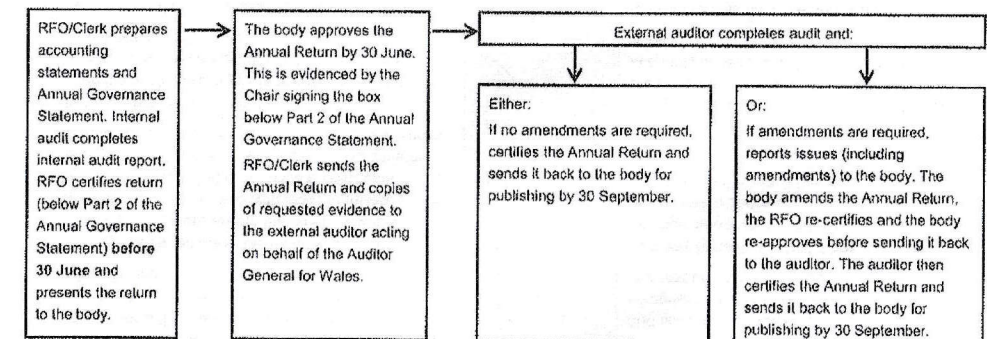 RFO/Clerk prepares
accounting
statements and
Annual Governance
Statement. Internal
audit completes
internal audit report.
RFO certifies return
(below Part 2 of the
Annual Governance
Statement) before
30 June and
presents the return
to the body.
The body approves the
Annual Return by 30 June.
This is evidenced by the
Chair signing the box
below Part 2 of the Annual
Governance Statement.
RFO/Clerk sends the
Annual Return and copies
of requested evidence to
the external auditor acting
on behalf of the Auditor
General for Wales.
External auditor completes audit and:
Either:
If no amendments are required,
certifies the Annual Return and
sends it back to the body for
publishing by 30 September.
Or:
If amendments are required,
reports issues (including
amendments) to the body. The
body amends the Annual Return,
the RFO re-certifies and the body
re-approves before sending it back
to the auditor. The auditor then
certifies the Annual Return and
sends it back to the body for
publishing by 30 September.